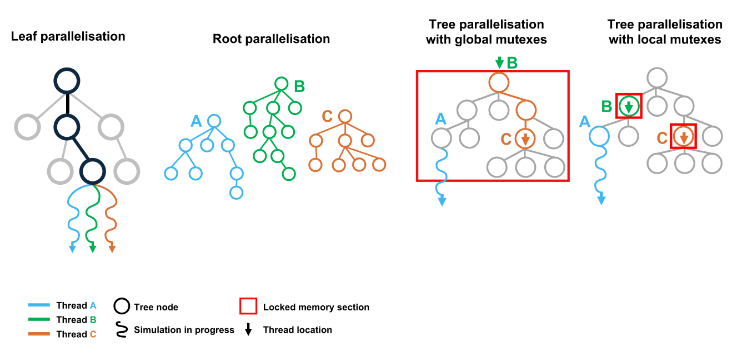 Leaf parallelisation
Root parallelisation
Tree parallelisation
with global mutexes
Tree parallelisation
with local mutexes
A
B
C
B
A
C
B
A
C
Thread A
Thread B
Thread C
Tree node
Simulation in progress
Locked memory section
Thread location